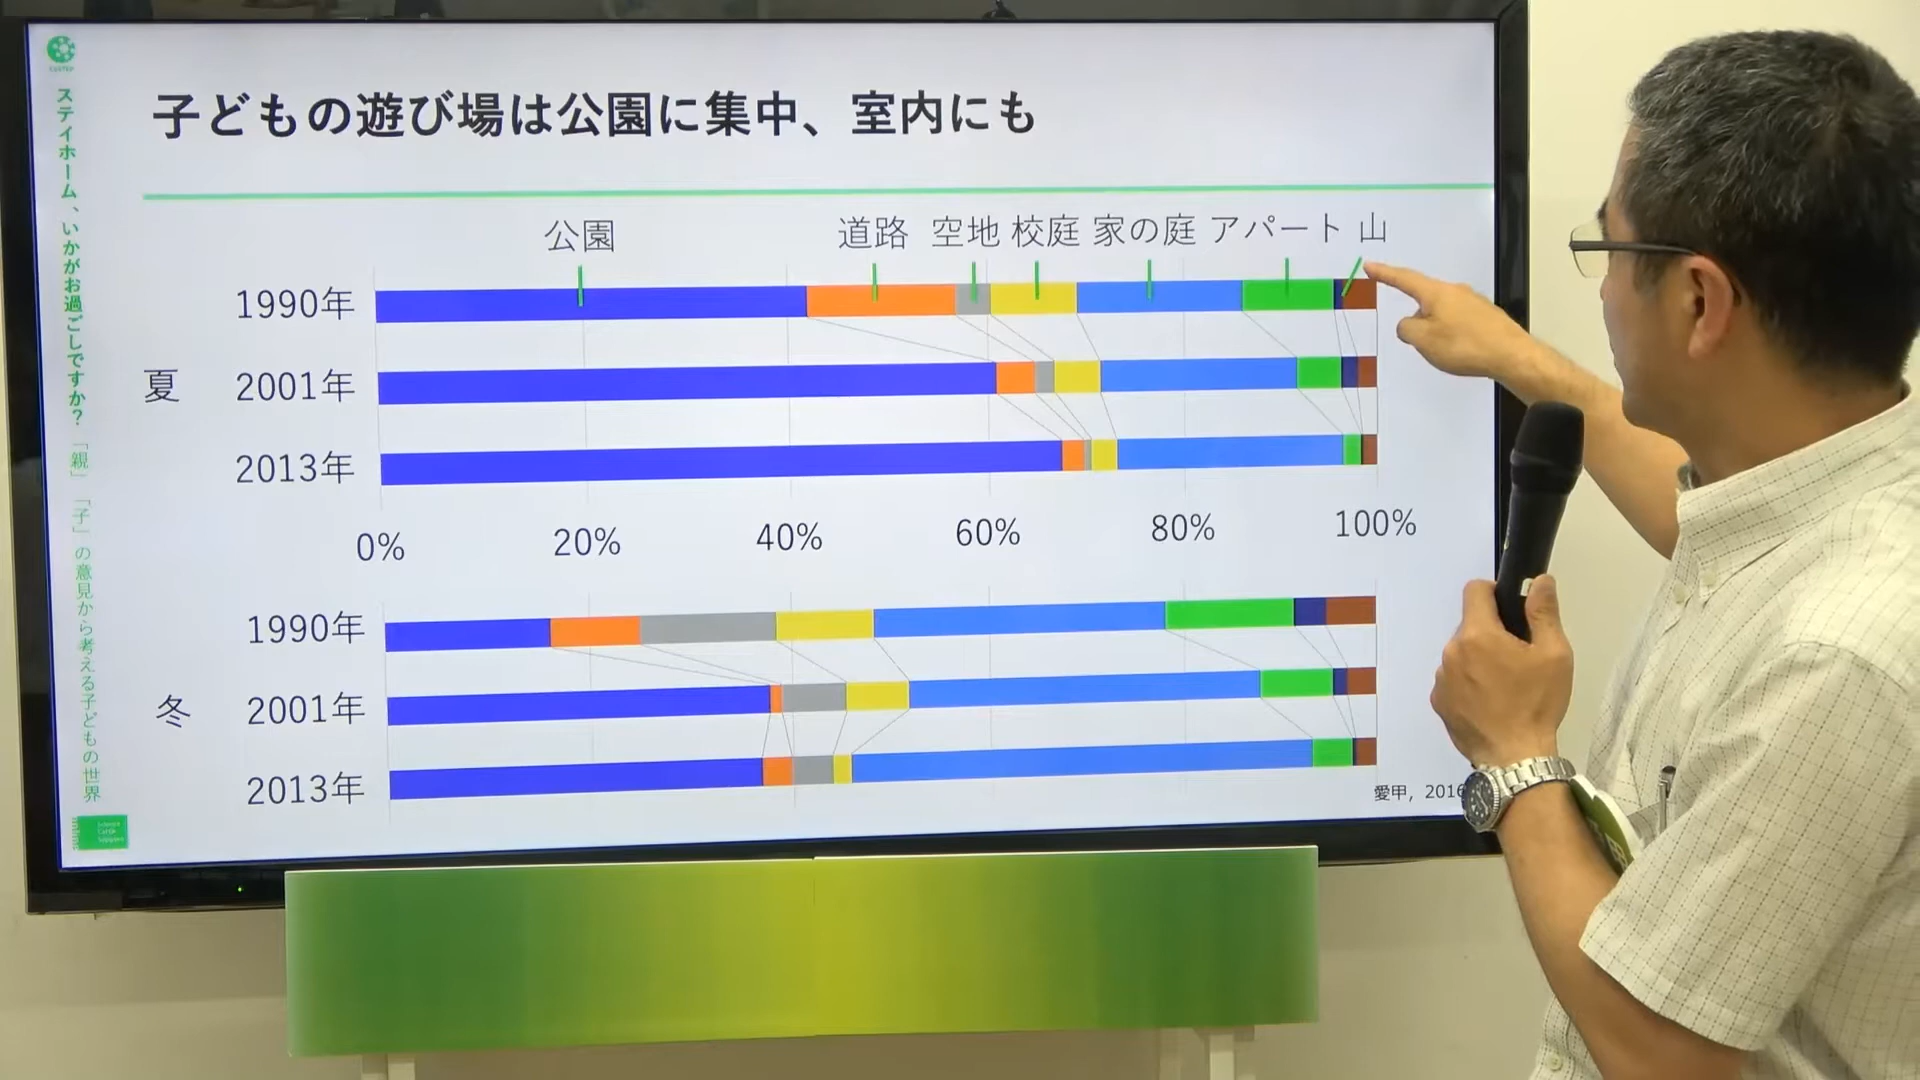 子どもの遊び場は公園に集中、室内にも
ステイホーム、いかがお過ごしですか？「親」「子」の意見から考える子どもの世界
公園 道路 空地 校庭 家の庭 アパート 山
夏
1990年
2001年
2013年
0% 20% 40% 60% 80% 100%
冬
1990年
2001年
2013年
愛甲, 2016